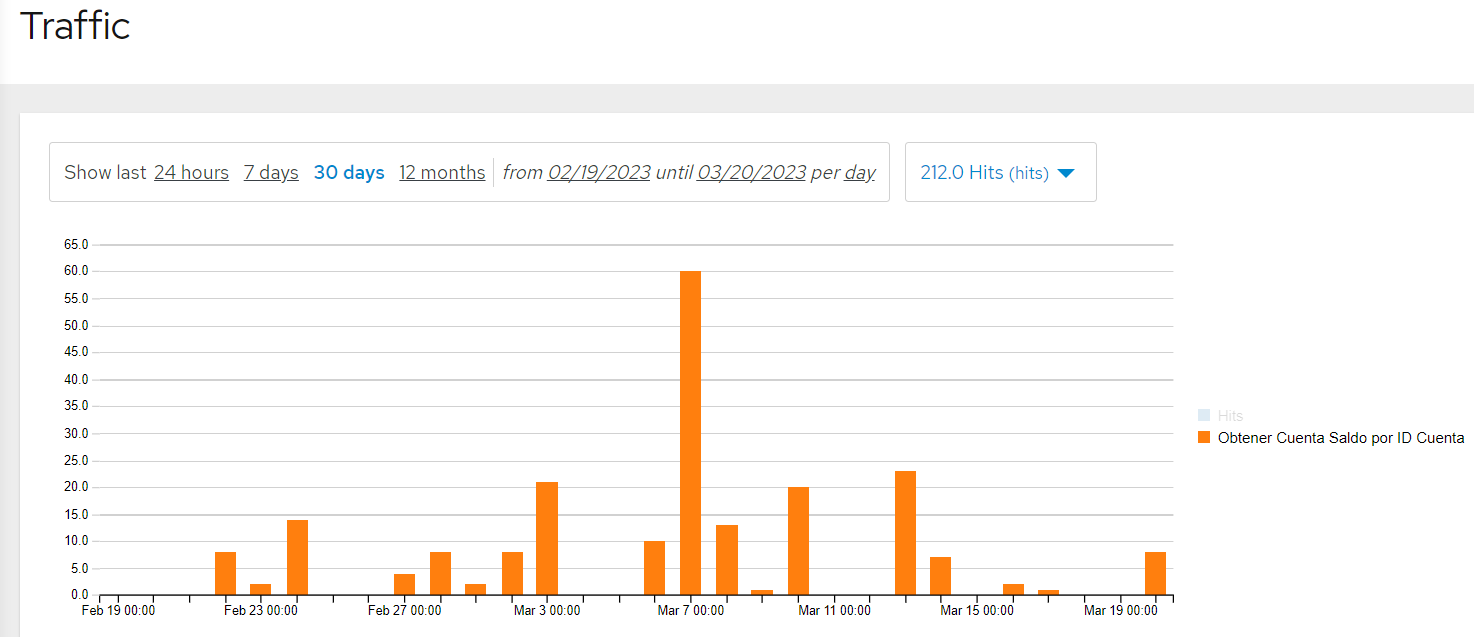 Traffic
Show last 24 hours 7 days 30 days 12 months from 02/19/2023 until 03/20/2023 per day
212.0 Hits (hits)
65.0
60.0
55.0
50.0
45.0
40.0
35.0
30.0
25.0
20.0
15.0
10.0
5.0
0.0
Feb 19 00:00 Feb 23 00:00 Feb 27 00:00 Mar 3 00:00 Mar 7 00:00 Mar 11 00:00 Mar 15 00:00 Mar 19 00:00
Hits
Obtener Cuenta Saldo por ID Cuenta